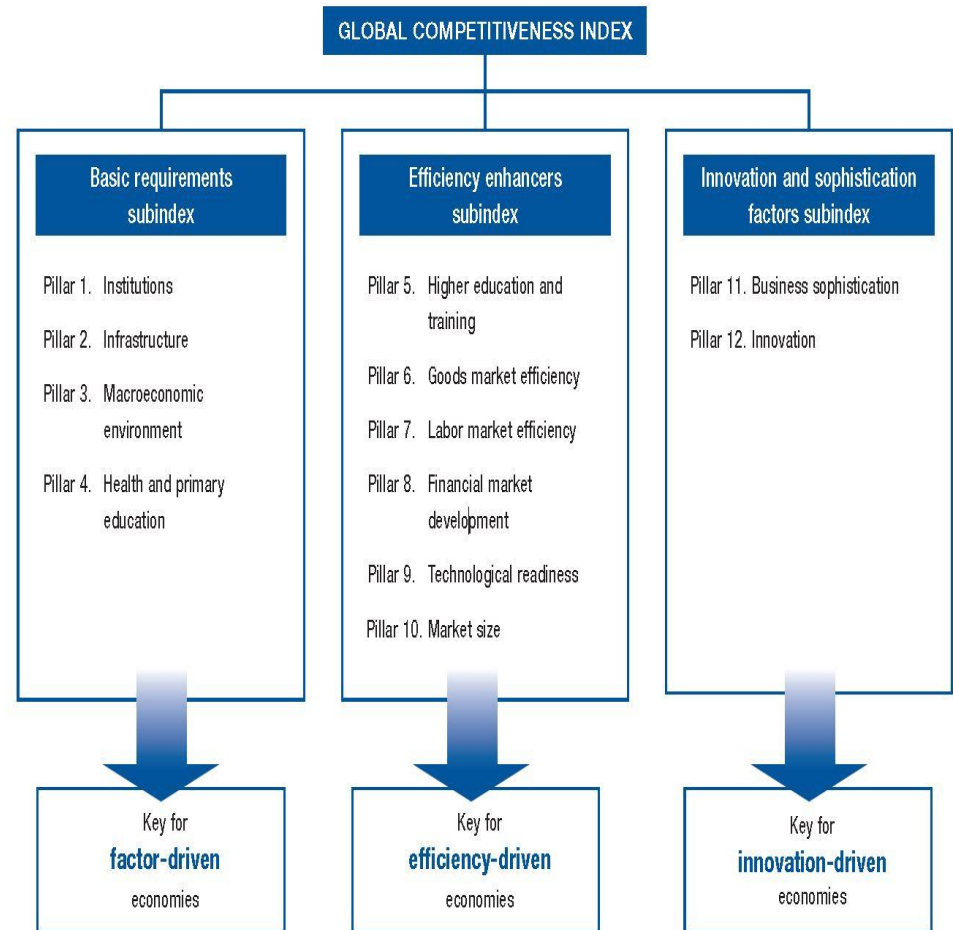 GLOBAL COMPETITIVENESS INDEX
Basic requirements
subindex
Pillar 1. Institutions
Pillar 2. Infrastructure
Pillar 3. Macroeconomic
environment
Pillar 4. Health and primary
education
Key for
factor-driven
economies
Efficiency enhancers
subindex
Pillar 5. Higher education and
training
Pillar 6. Goods market efficiency
Pillar 7. Labor market efficiency
Pillar 8. Financial market
development
Pillar 9. Technological readiness
Pillar 10. Market size
Key for
efficiency-driven
economies
Innovation and sophistication
factors subindex
Pillar 11. Business sophistication
Pillar 12. Innovation
Key for
innovation-driven
economies